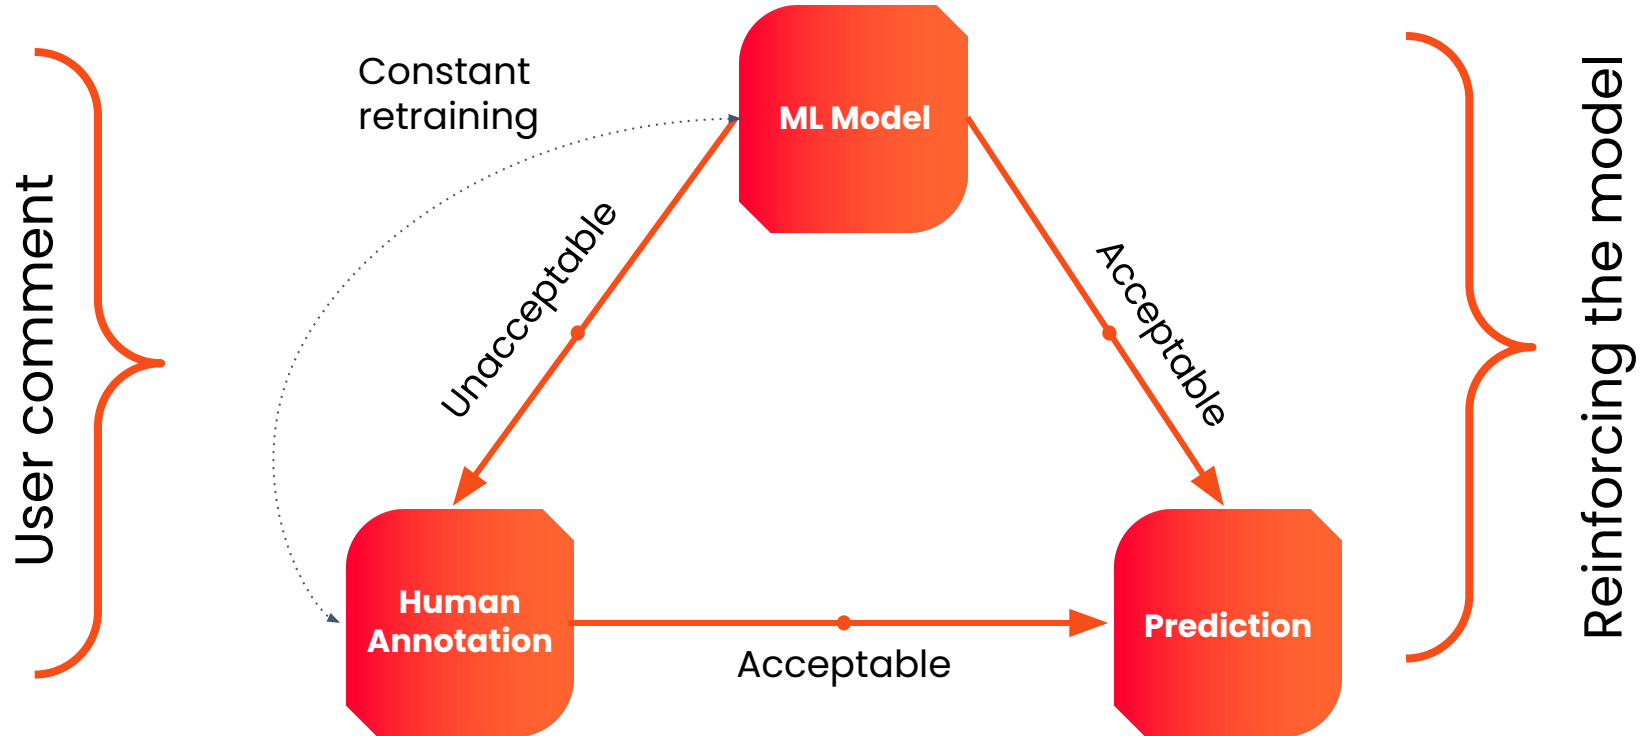 User comment
Constant
retraining
ML Model
Unacceptable
Acceptable
Human
Annotation
Acceptable
Prediction
Reinforcing the model